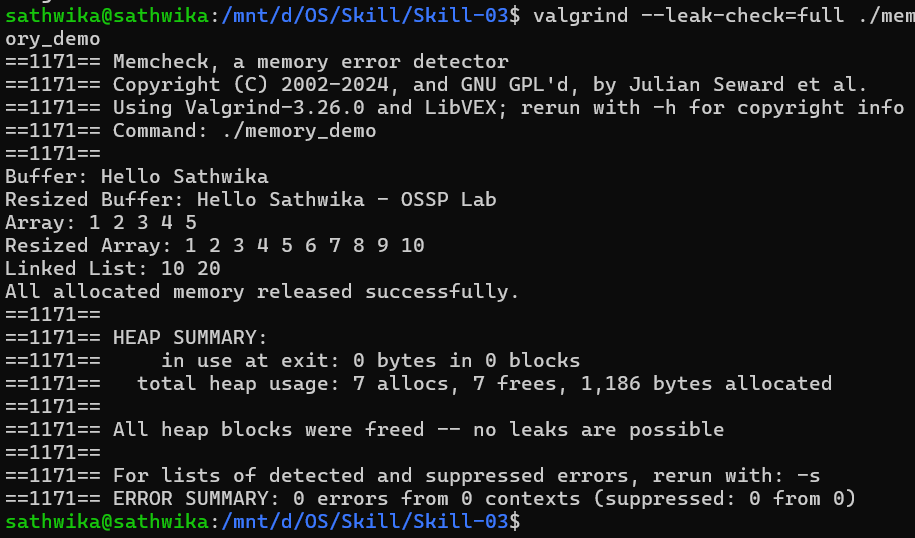 sathwika@sathwika:/mnt/d/OS/Skill/Skill-03$ valgrind --leak-check=full ./mem
ory_demo
==1171== Memcheck, a memory error detector
==1171== Copyright (C) 2002-2024, and GNU GPL'd, by Julian Seward et al.
==1171== Using Valgrind-3.26.0 and LibVEX; rerun with -h for copyright info
==1171== Command: ./memory_demo
==1171==
Buffer: Hello Sathwika
Resized Buffer: Hello Sathwika - OSSP Lab
Array: 1 2 3 4 5
Resized Array: 1 2 3 4 5 6 7 8 9 10
Linked List: 10 20
All allocated memory released successfully.
==1171==
==1171== HEAP SUMMARY:
==1171==     in use at exit: 0 bytes in 0 blocks
==1171==   total heap usage: 7 allocs, 7 frees, 1,186 bytes allocated
==1171==
==1171== All heap blocks were freed -- no leaks are possible
==1171==
==1171== For lists of detected and suppressed errors, rerun with: -s
==1171== ERROR SUMMARY: 0 errors from 0 contexts (suppressed: 0 from 0)
sathwika@sathwika:/mnt/d/OS/Skill/Skill-03$